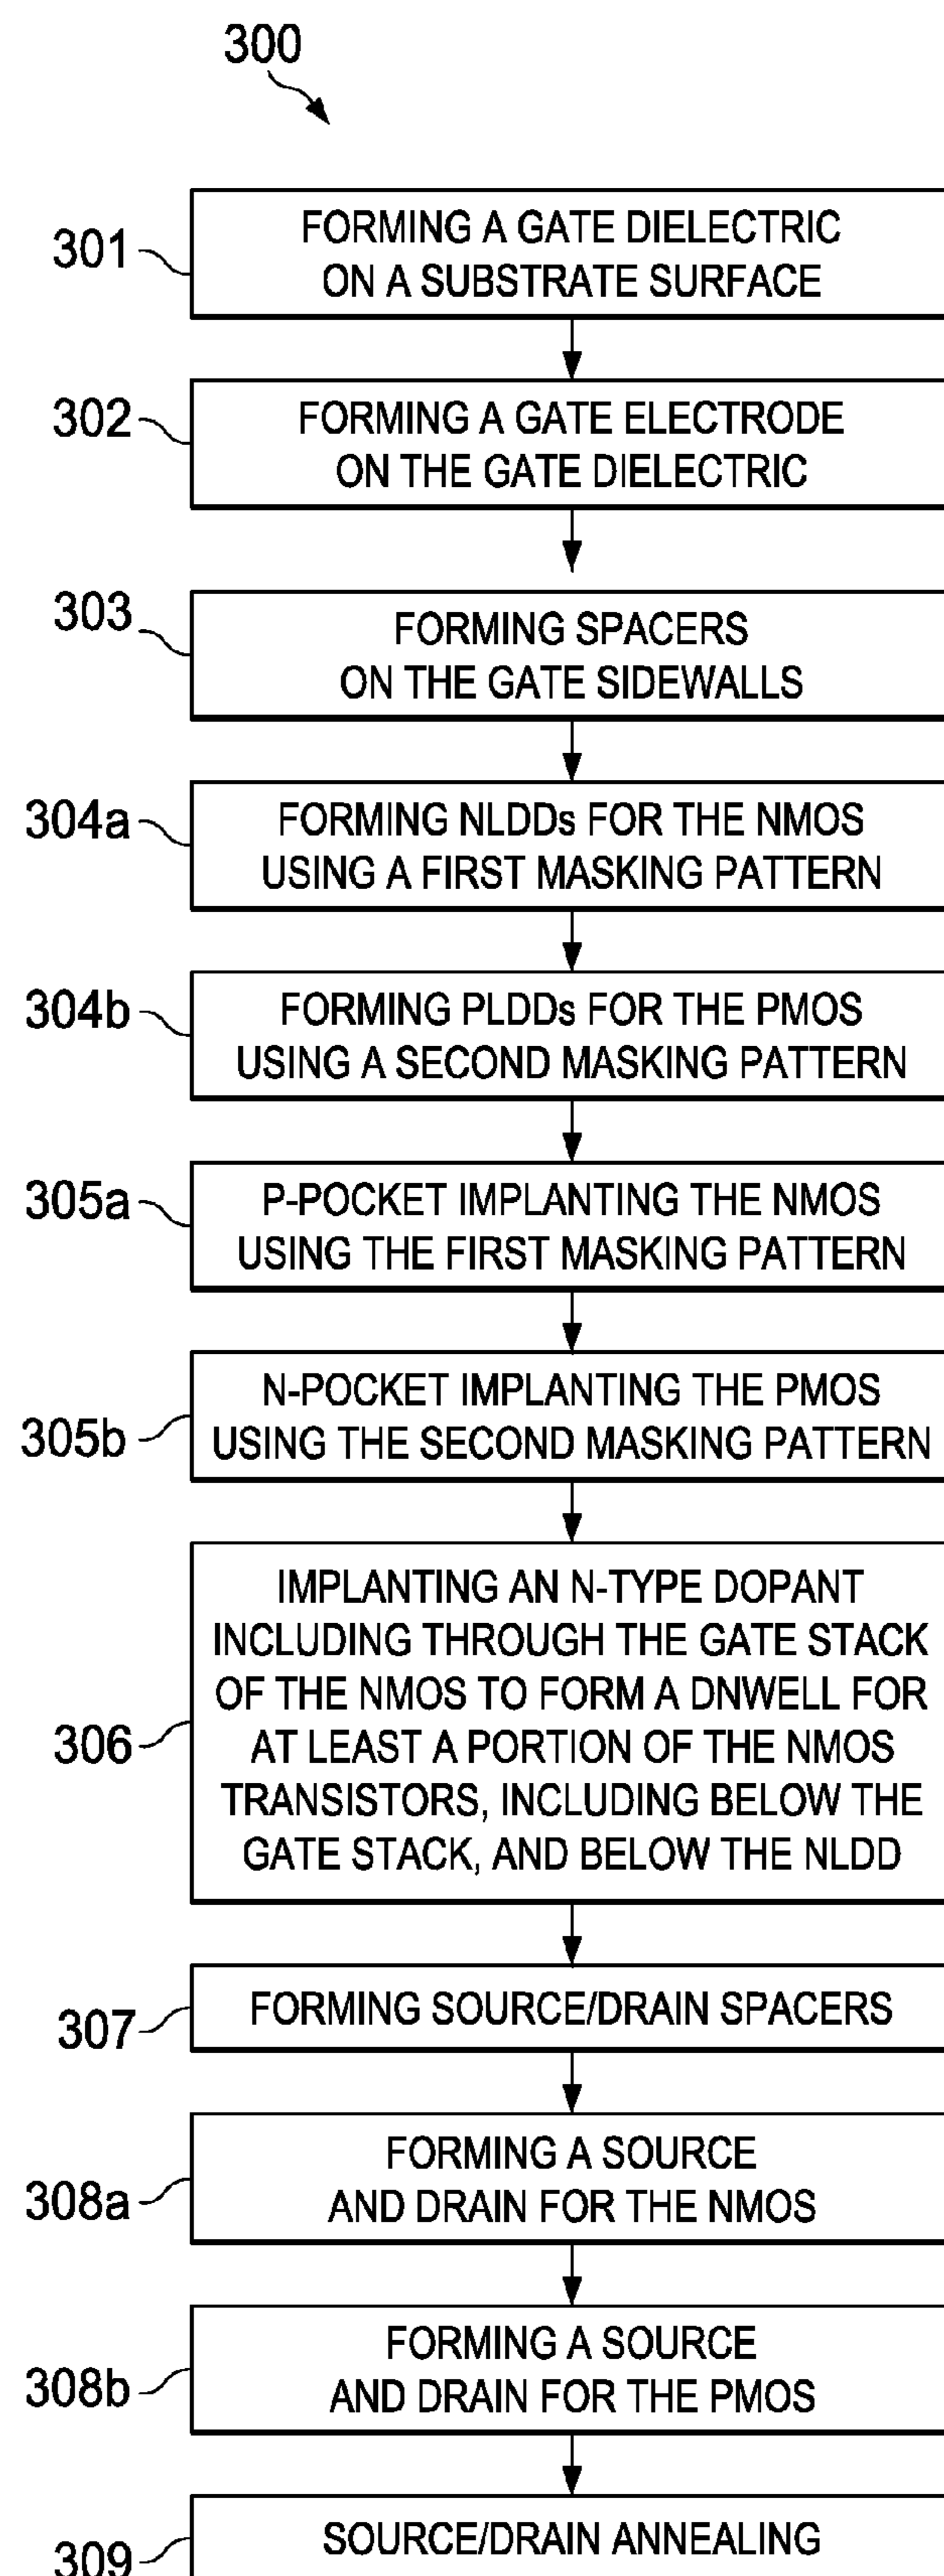 300
301
FORMING A GATE DIELECTRIC
ON A SUBSTRATE SURFACE
302
FORMING A GATE ELECTRODE
ON THE GATE DIELECTRIC
303
FORMING SPACERS
ON THE GATE SIDEWALLS
304a
FORMING NLDDs FOR THE NMOS
USING A FIRST MASKING PATTERN
304b
FORMING PLDDs FOR THE PMOS
USING A SECOND MASKING PATTERN
305a
P-POCKET IMPLANTING THE NMOS
USING THE FIRST MASKING PATTERN
305b
N-POCKET IMPLANTING THE PMOS
USING THE SECOND MASKING PATTERN
306
IMPLANTING AN N-TYPE DOPANT
INCLUDING THROUGH THE GATE STACK
OF THE NMOS TO FORM A DNWELL FOR
AT LEAST A PORTION OF THE NMOS
TRANSISTORS, INCLUDING BELOW THE
GATE STACK, AND BELOW THE NLDD
307
FORMING SOURCE/DRAIN SPACERS
308a
FORMING A SOURCE
AND DRAIN FOR THE NMOS
308b
FORMING A SOURCE
AND DRAIN FOR THE PMOS
309
SOURCE/DRAIN ANNEALING